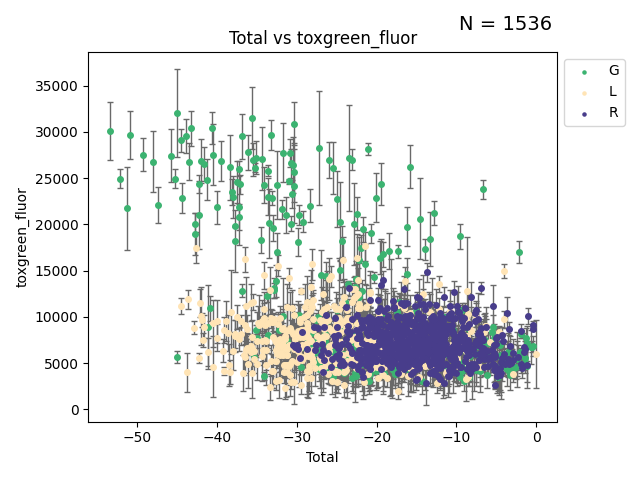 N = 1536
Total vs toxgreen_fluor
G
L
R
35000
30000
25000
20000
15000
10000
5000
0
toxgreen_fluor
−50
−40
−30
−20
−10
0
Total